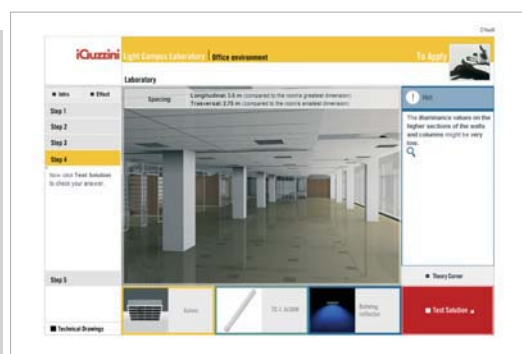 iGuzzini
Light Campus Laboratory
Office environment
To Apply
Laboratory
Intro
Effect
Step 1
Step 2
Step 3
Step 4
Now click Test Solution
to check your answer.
Step 5
Technical Drawings
Spacing
Longitudinal: 3.6 m (compared to the room's greatest dimension)
Trasversal: 3.75 m (compared to the room's smallest dimension)
The illuminance values on the
higher sections of the walls
and columns might be very
low.
Theory Corner
reflector
Test Solution